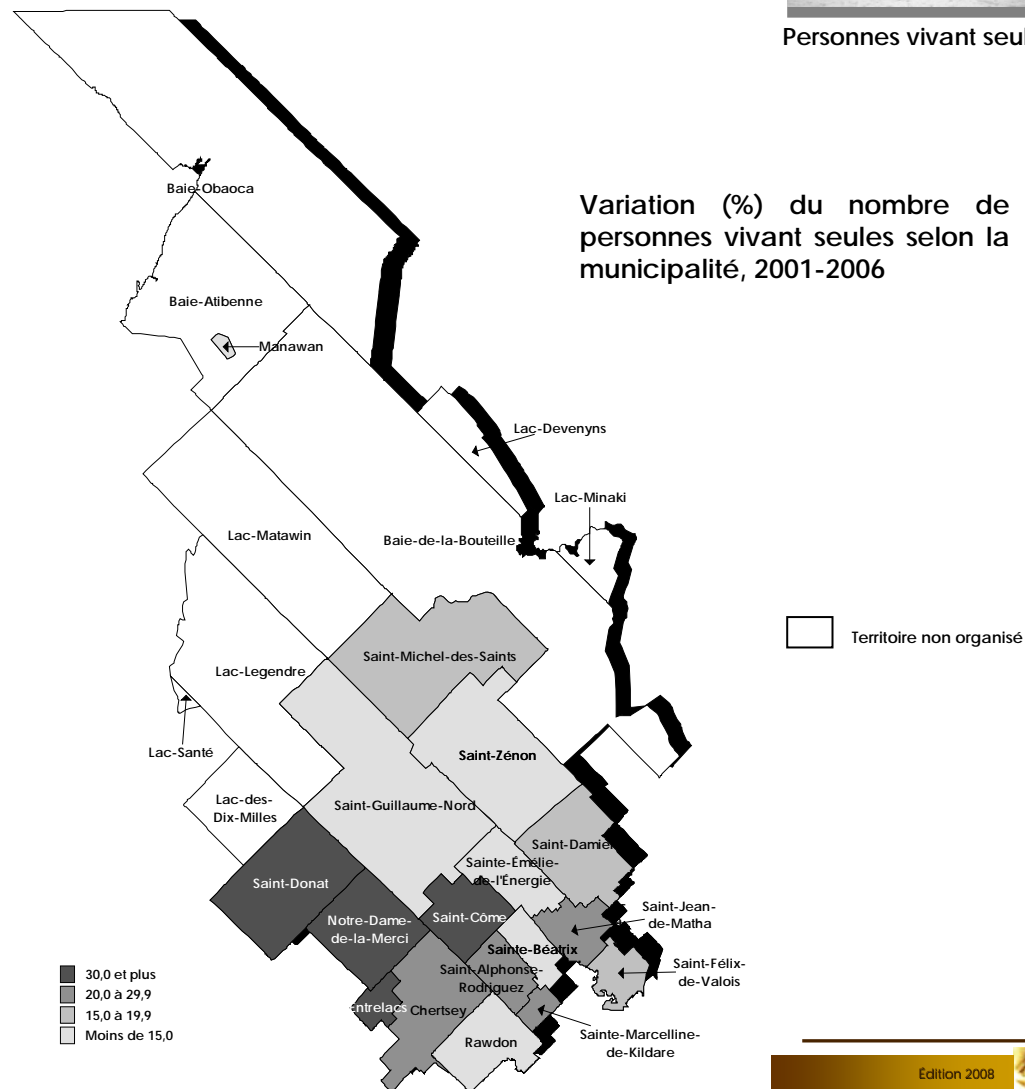 Personnes vivant seul
Variation (%) du nombre de
personnes vivant seules selon la
municipalité, 2001-2006
Baie-Obaoca
Baie-Atibenne
Manawan
Lac-Devenyns
Lac-Minaki
Lac-Matawin
Baie-de-la-Bouteille
Territoire non organisé
Saint-Michel-des-Saints
Lac-Legendre
Lac-Santé
Saint-Zénon
Lac-des-
Dix-Milles
Saint-Guillaume-Nord
Saint-Damien
Sainte-Émélie-
de-l'Énergie
Saint-Donat
Saint-Jean-
de-Matha
Notre-Dame-
de-la-Merci
Saint-Côme
Sainte-Béatrix
Saint-Alphonse-
Rodriguez
Saint-Félix-
de-Valois
Entrelacs
Chertsey
Rawdon
Sainte-Marcelline-
de-Kildare
30,0 et plus
20,0 à 29,9
15,0 à 19,9
Moins de 15,0
Édition 2008